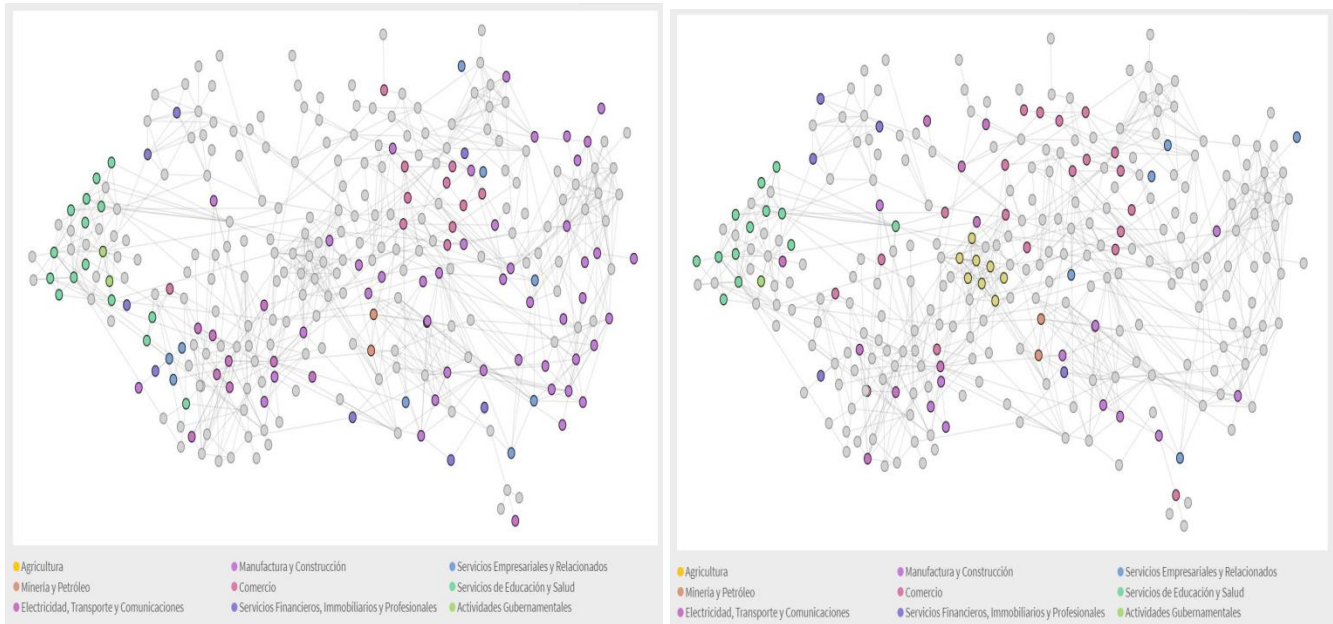 Agricultura
Manufactura y Construcción
Servicios Empresariales y Relacionados
Minería y Petróleo
Comercio
Servicios de Educación y Salud
Electricidad, Transporte y Comunicaciones
Servicios Financieros, Immobiliarios y Profesionales
Actividades Gubernamentales
Agricultura
Manufactura y Construcción
Servicios Empresariales y Relacionados
Minería y Petróleo
Comercio
Servicios de Educación y Salud
Electricidad, Transporte y Comunicaciones
Servicios Financieros, Immobiliarios y Profesionales
Actividades Gubernamentales